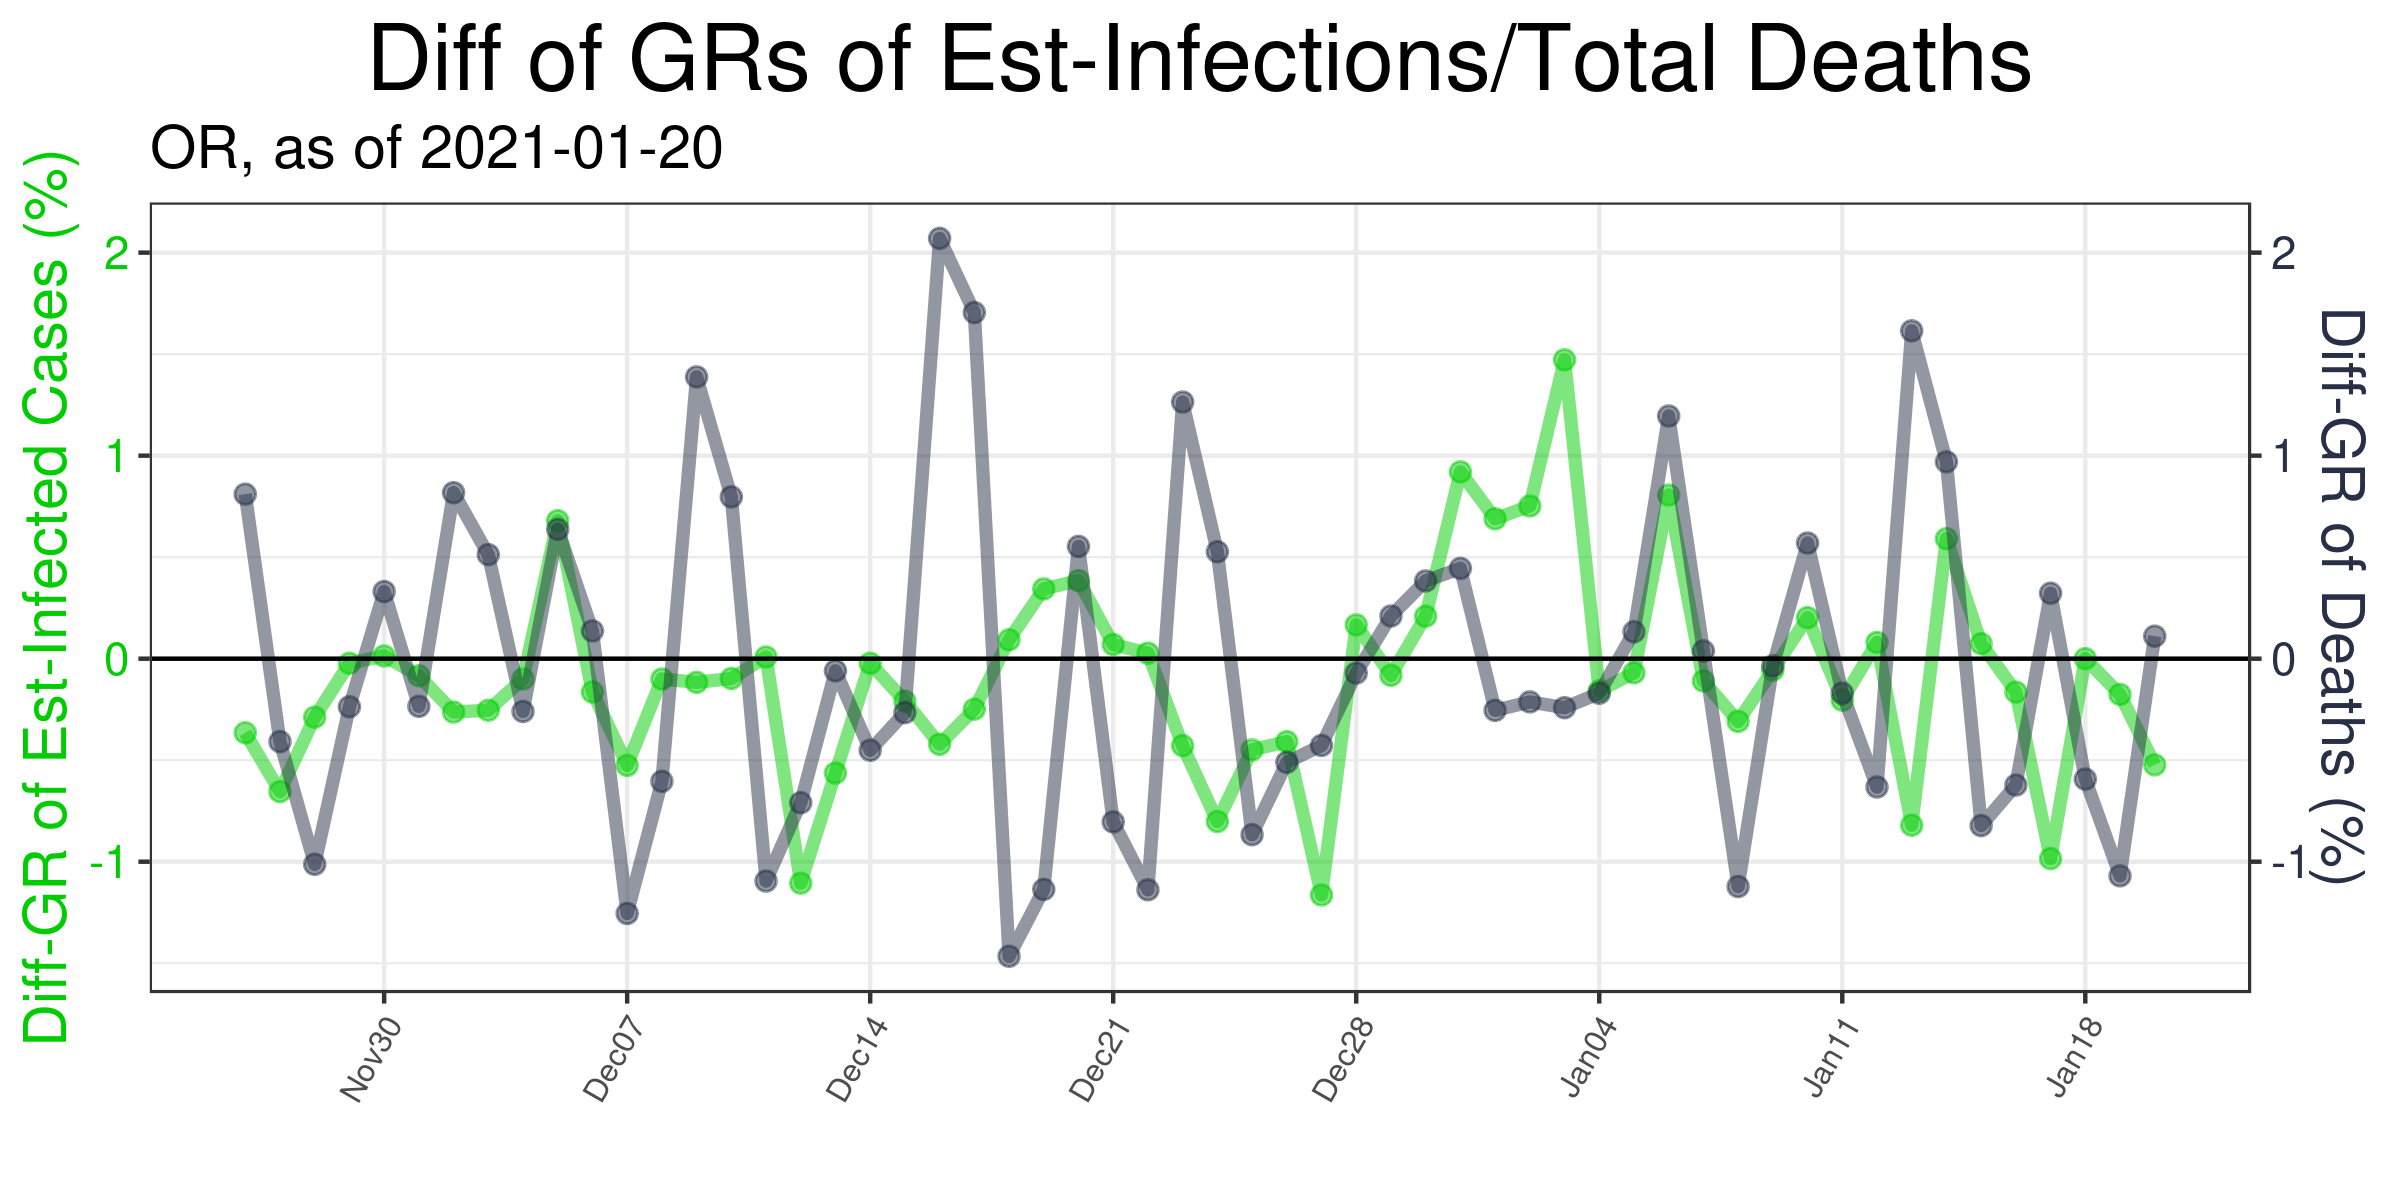 Diff of GRs of Est-Infections/Total Deaths
OR, as of 2021-01-20
Diff-GR of Est-Infected Cases (%)
2
1
0
-1
2
1
0
-1
Diff-GR of Deaths (%)
Nov30
Dec07
Dec14
Dec21
Dec28
Jan04
Jan11
Jan18